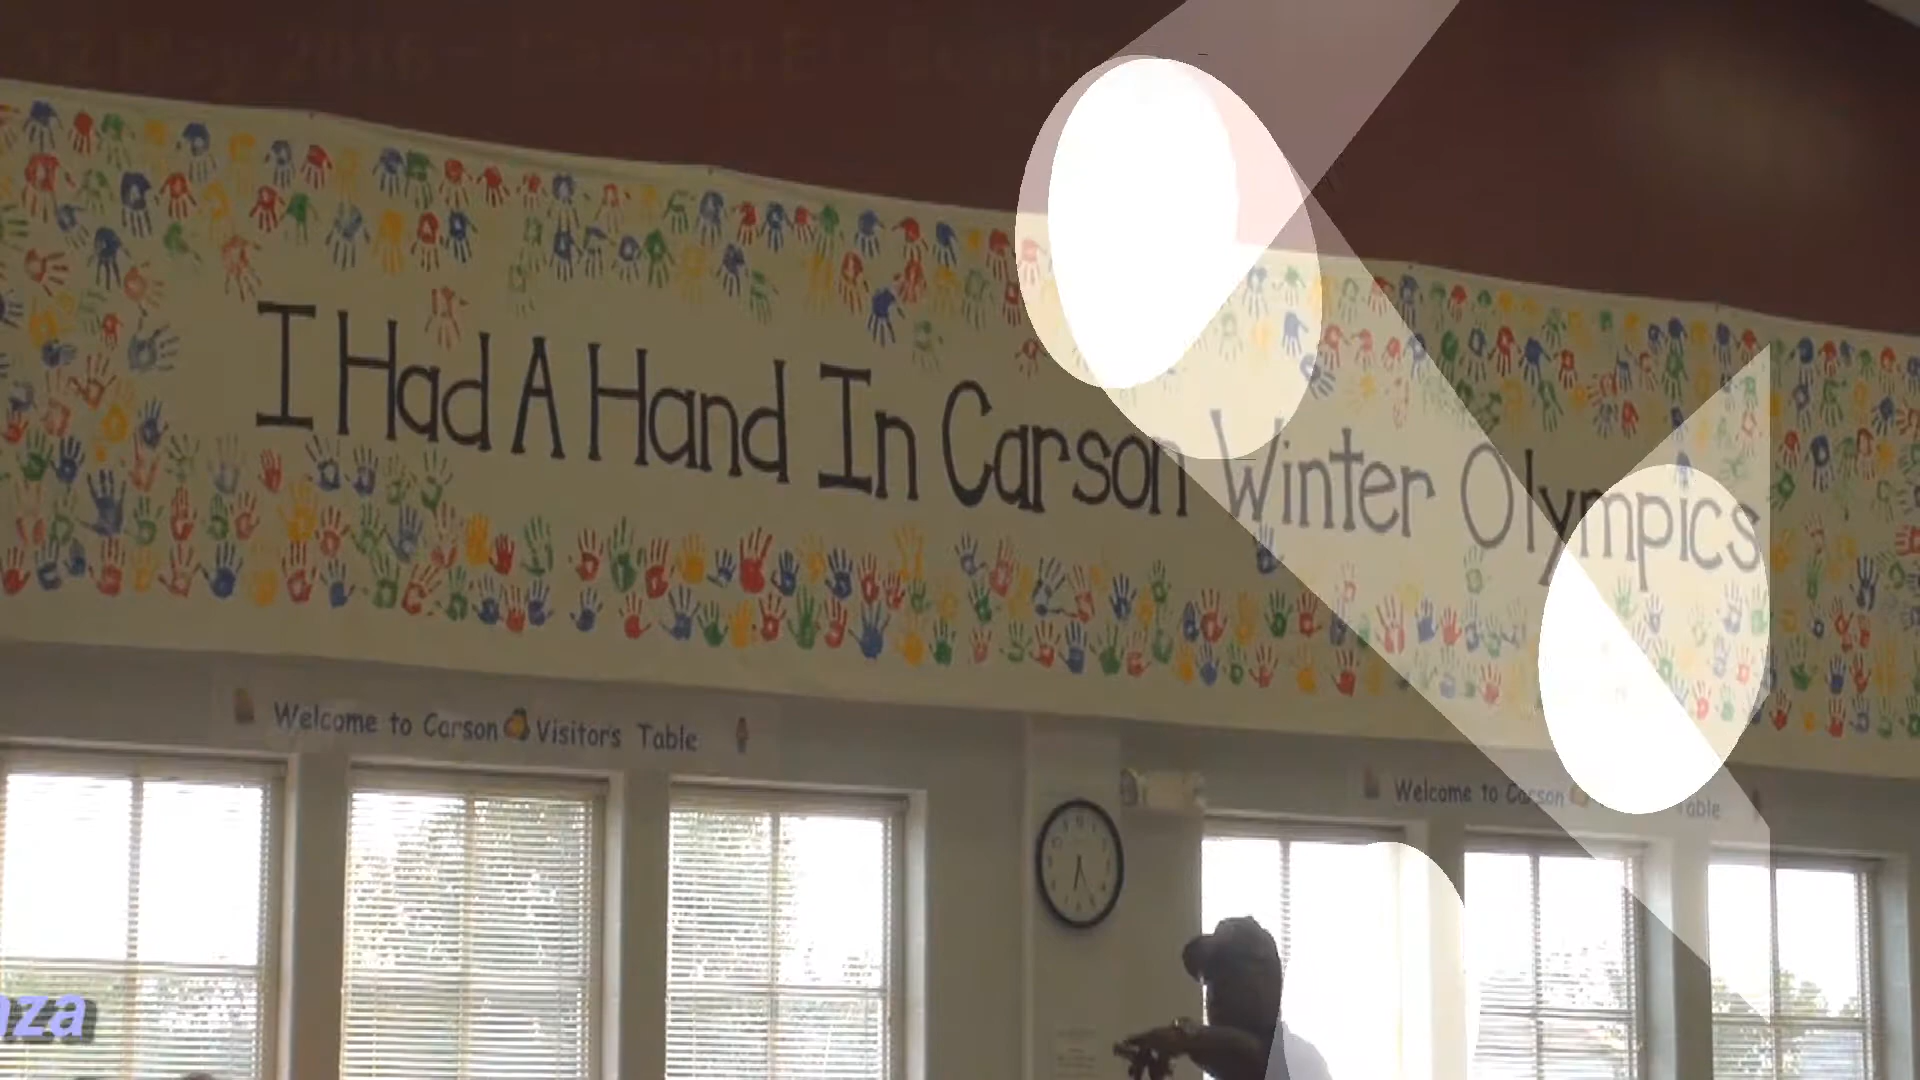 I Had A Hand In Carson Winter Olympics
Welcome to Carson Visitor's Table
Welcome to Carson Table
nza